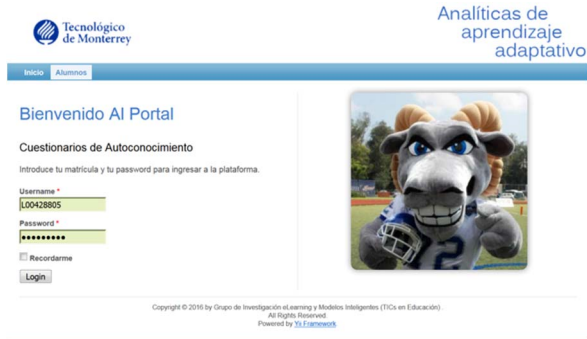 Tecnológico
de Monterrey
Analíticas de
aprendizaje
adaptativo
Inicio Alumnos
Bienvenido Al Portal
Cuestionarios de Autoconocimiento
Introduce tu matrícula y tu password para ingresar a la plataforma.
Username *
L00428805
Password *
•••••••••
Recordarme
Login
Copyright © 2016 by Grupo de Investigación eLearning y Modelos Inteligentes (TICs en Educación) .
All Rights Reserved.
Powered by Yii Framework.